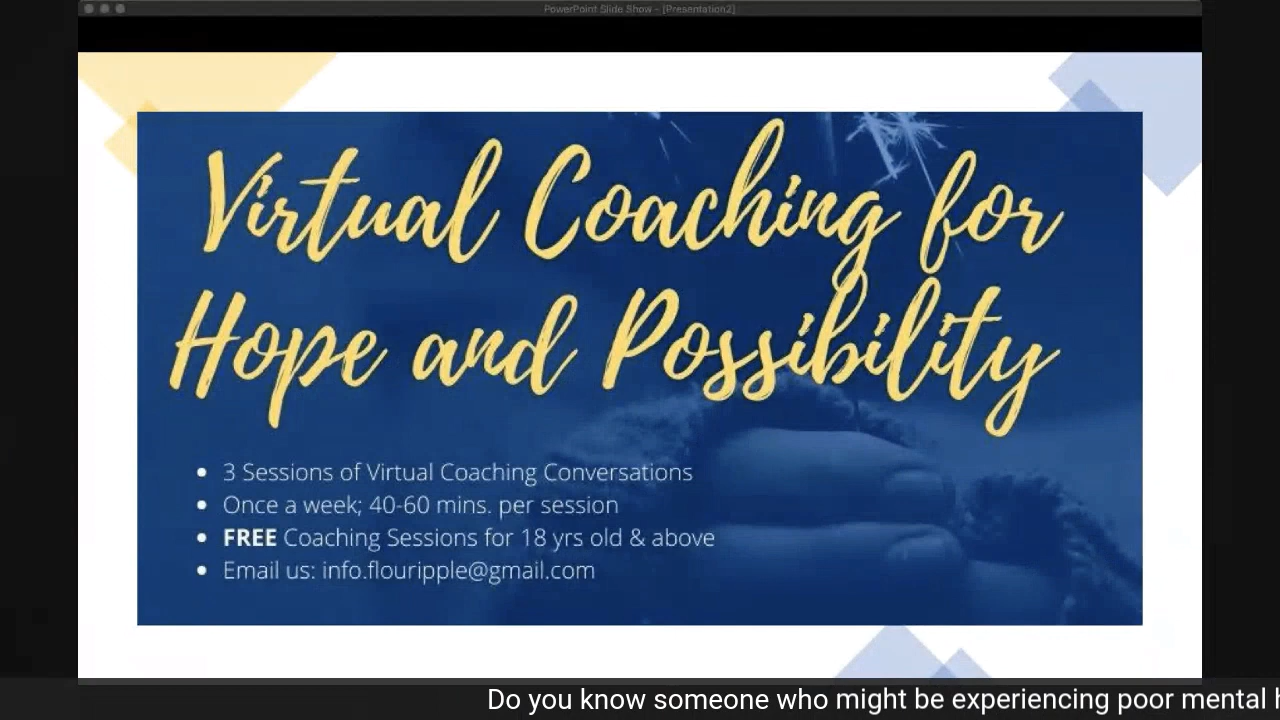 PowerPoint Slide Show - [Presentation2]
Virtual Coaching for
Hope and Possibility
3 Sessions of Virtual Coaching Conversations
Once a week; 40-60 mins. per session
FREE Coaching Sessions for 18 yrs old & above
Email us: info.flouripple@gmail.com
Do you know someone who might be experiencing poor mental